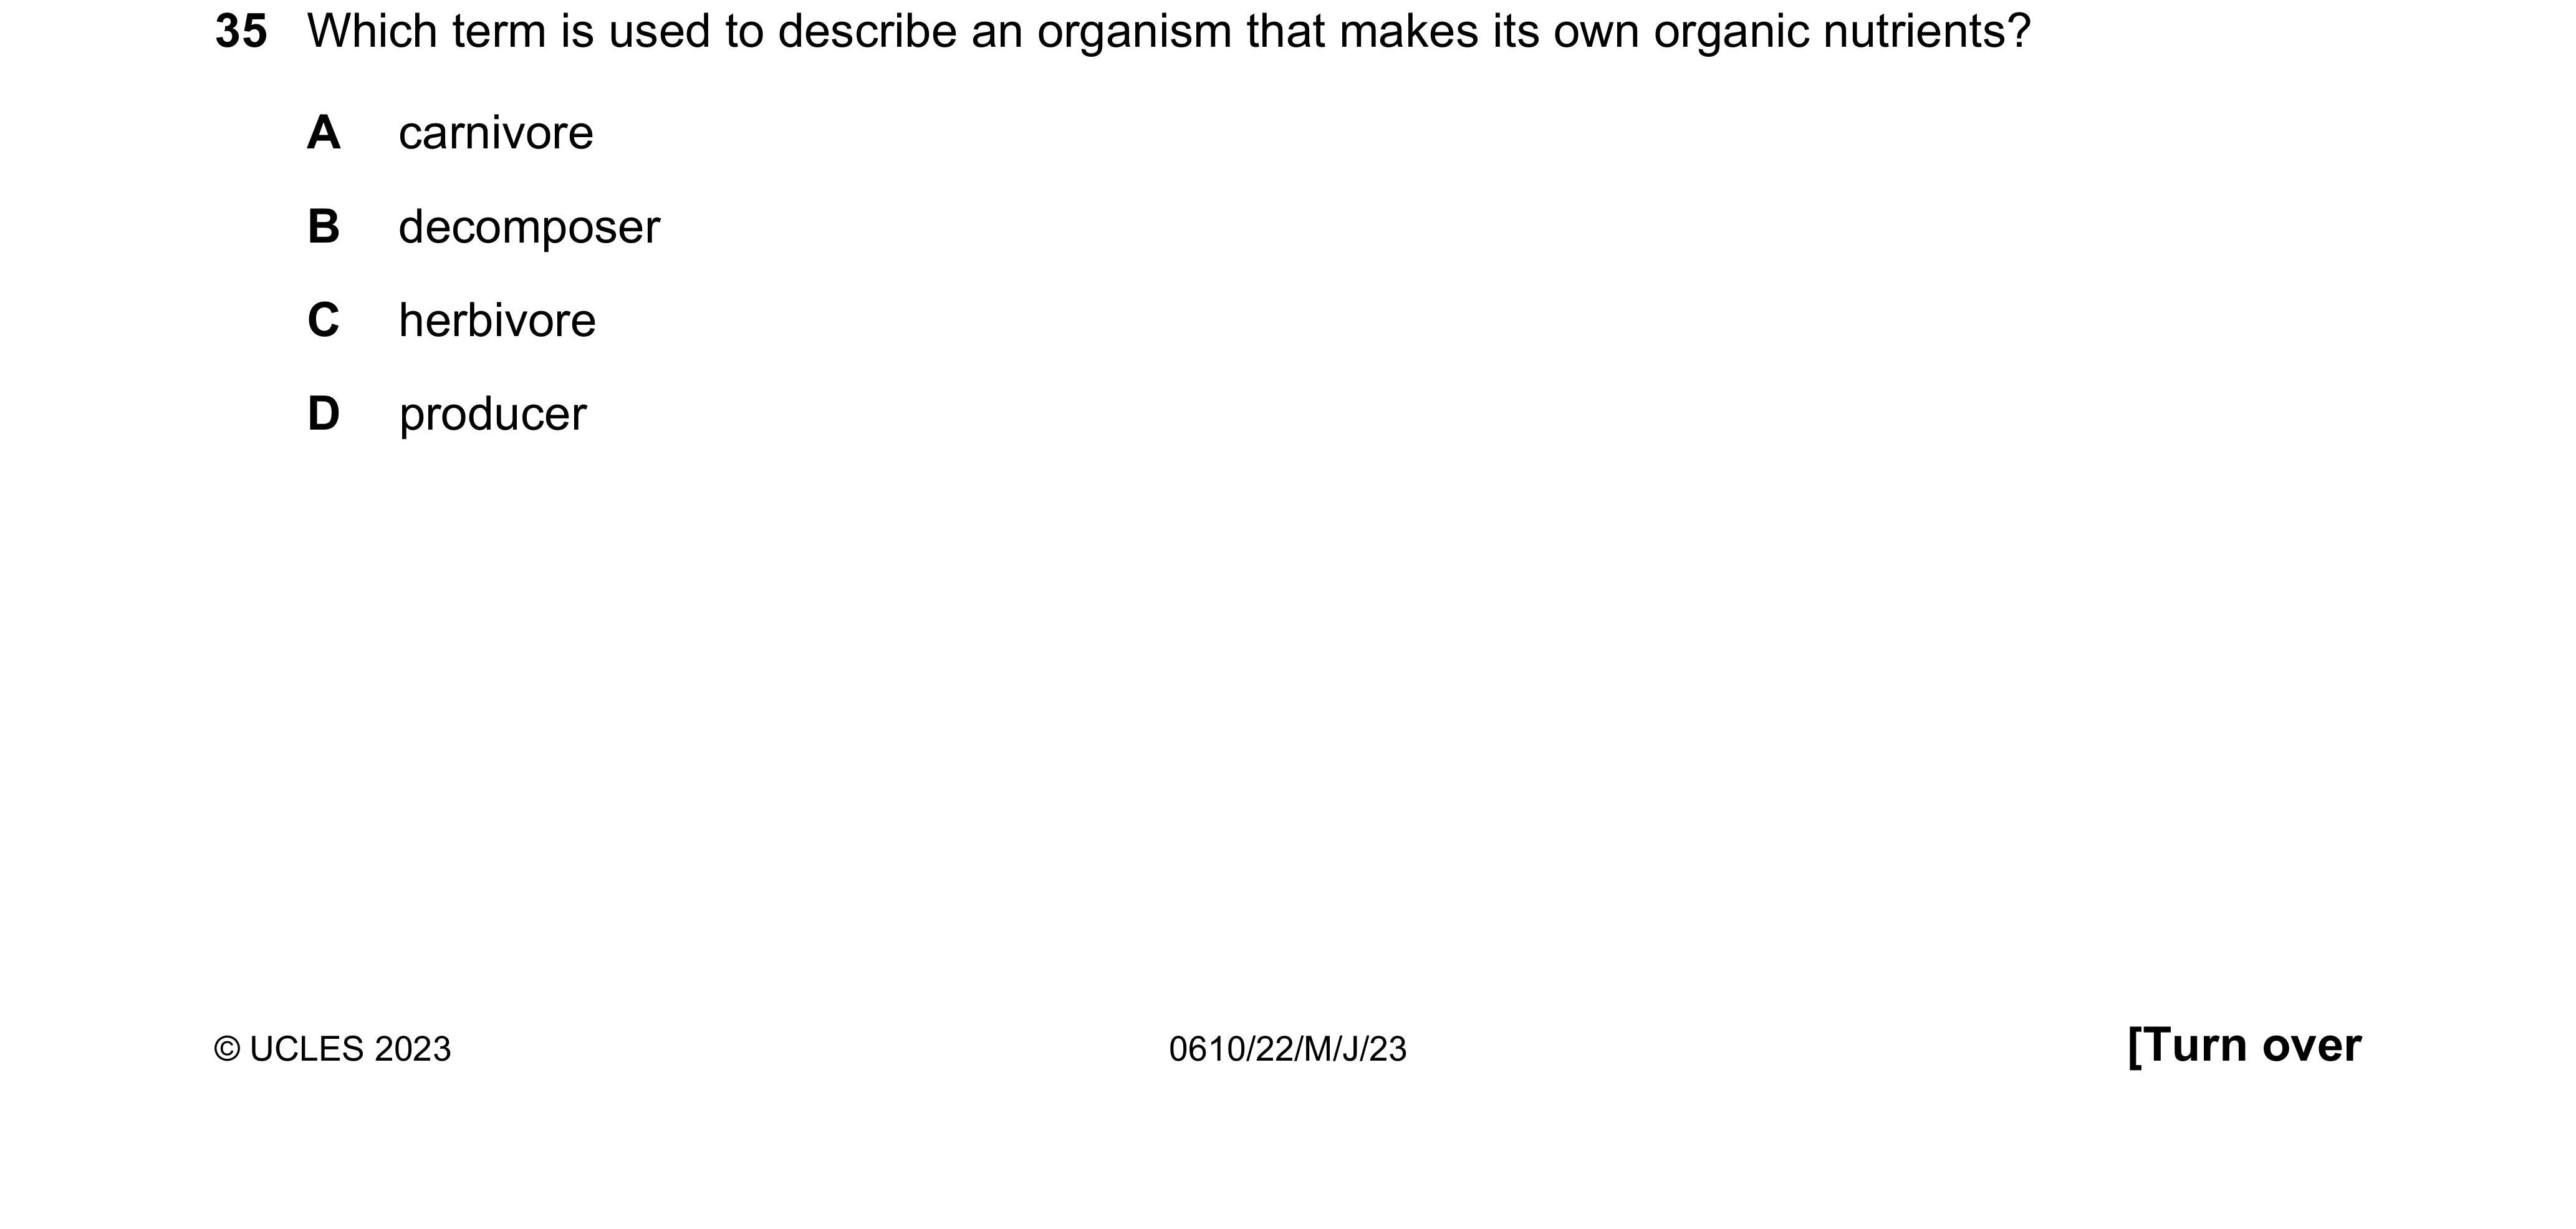 35 Which term is used to describe an organism that makes its own organic nutrients?
A carnivore
B decomposer
C herbivore
D producer
© UCLES 2023 0610/22/M/J/23 [Turn over